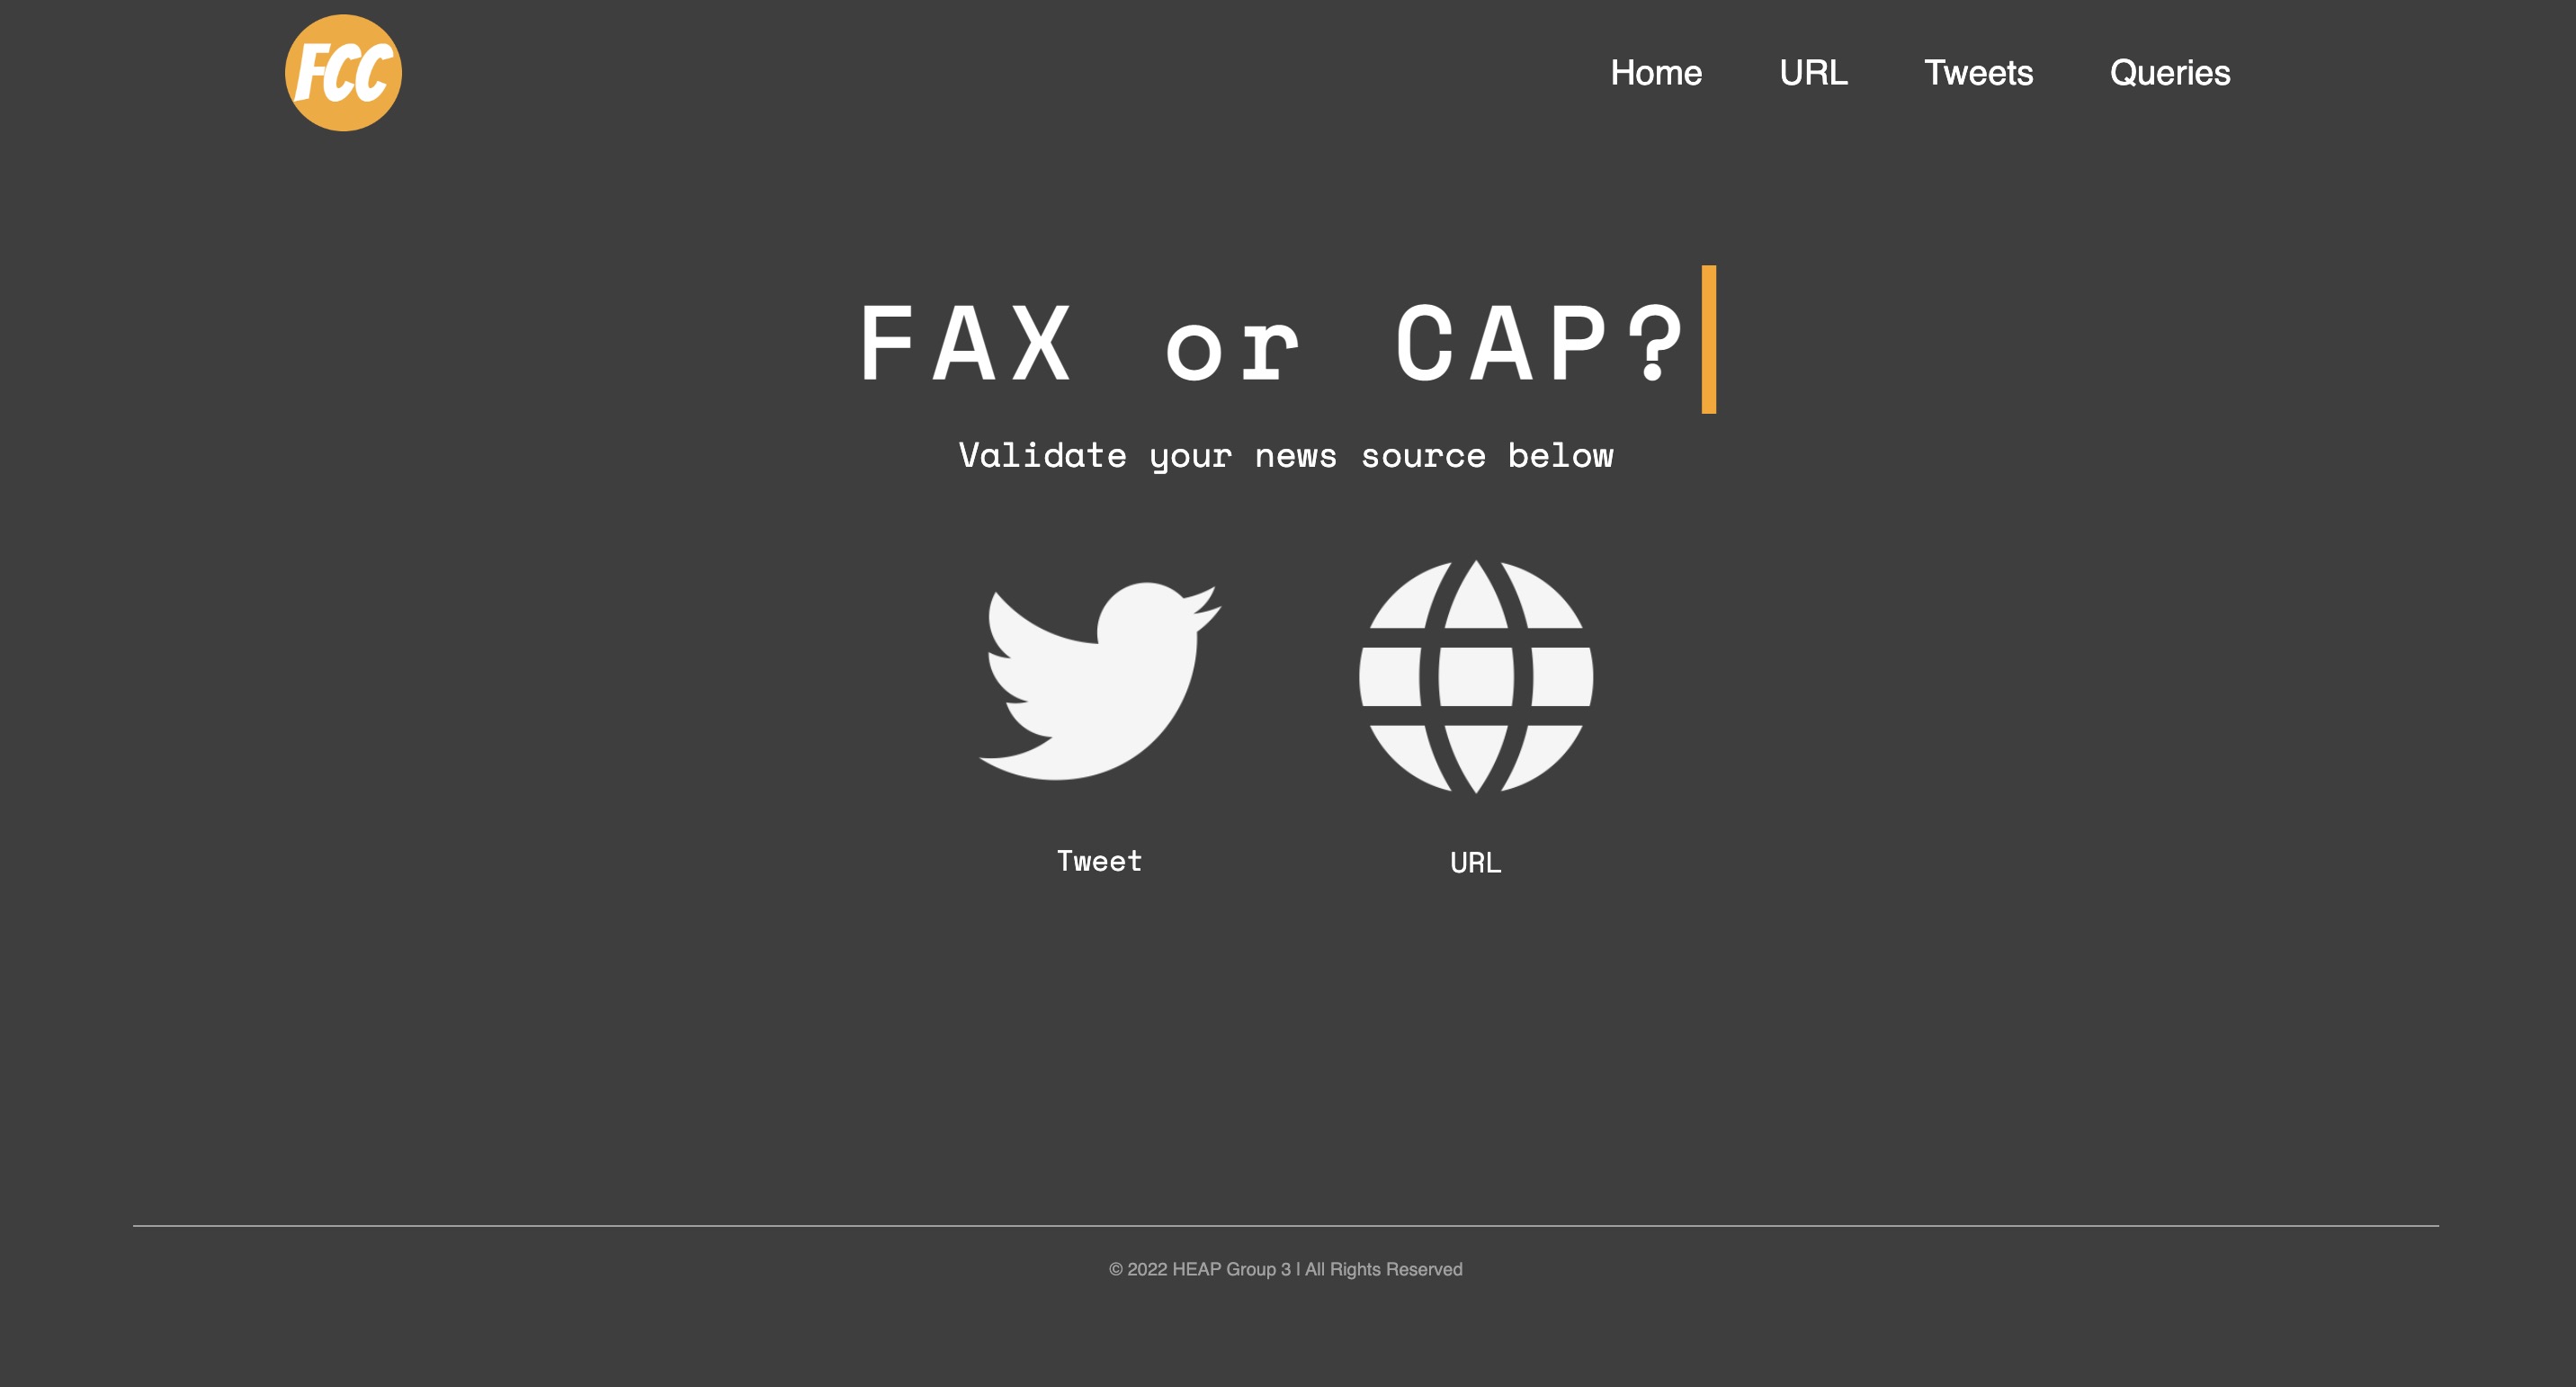 FCC
Home URL Tweets Queries
FAX or CAP?
Validate your news source below
Tweet URL
© 2022 HEAP Group 3 | All Rights Reserved